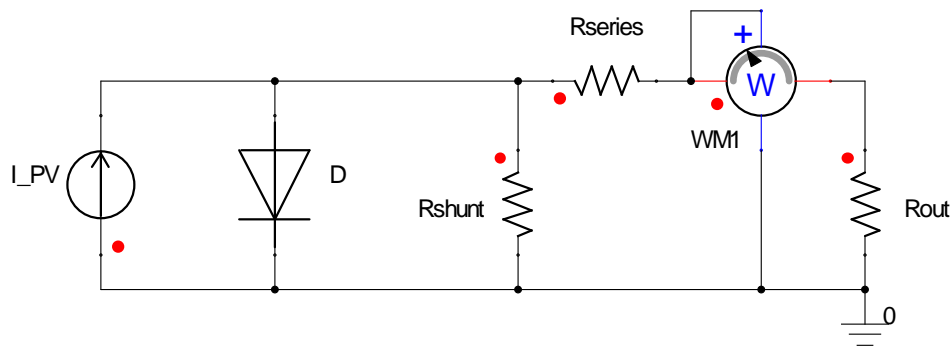 Rseries
+
W
WM1
I_PV
D
Rshunt
Rout
0